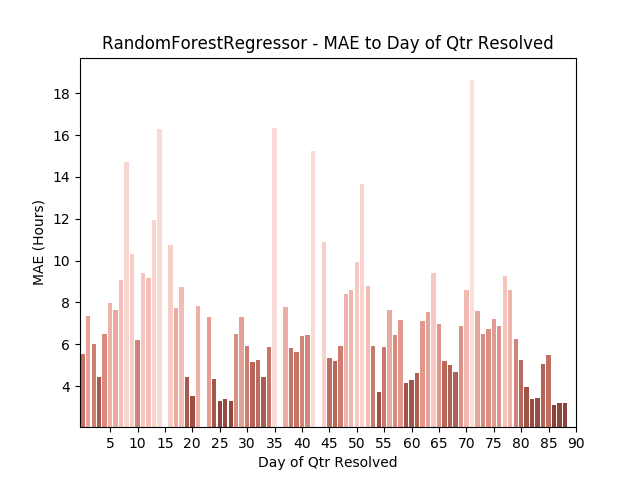 RandomForestRegressor - MAE to Day of Qtr Resolved
18
16
14
12
10
8
6
4
MAE (Hours)
5 10 15 20 25 30 35 40 45 50 55 60 65 70 75 80 85 90
Day of Qtr Resolved